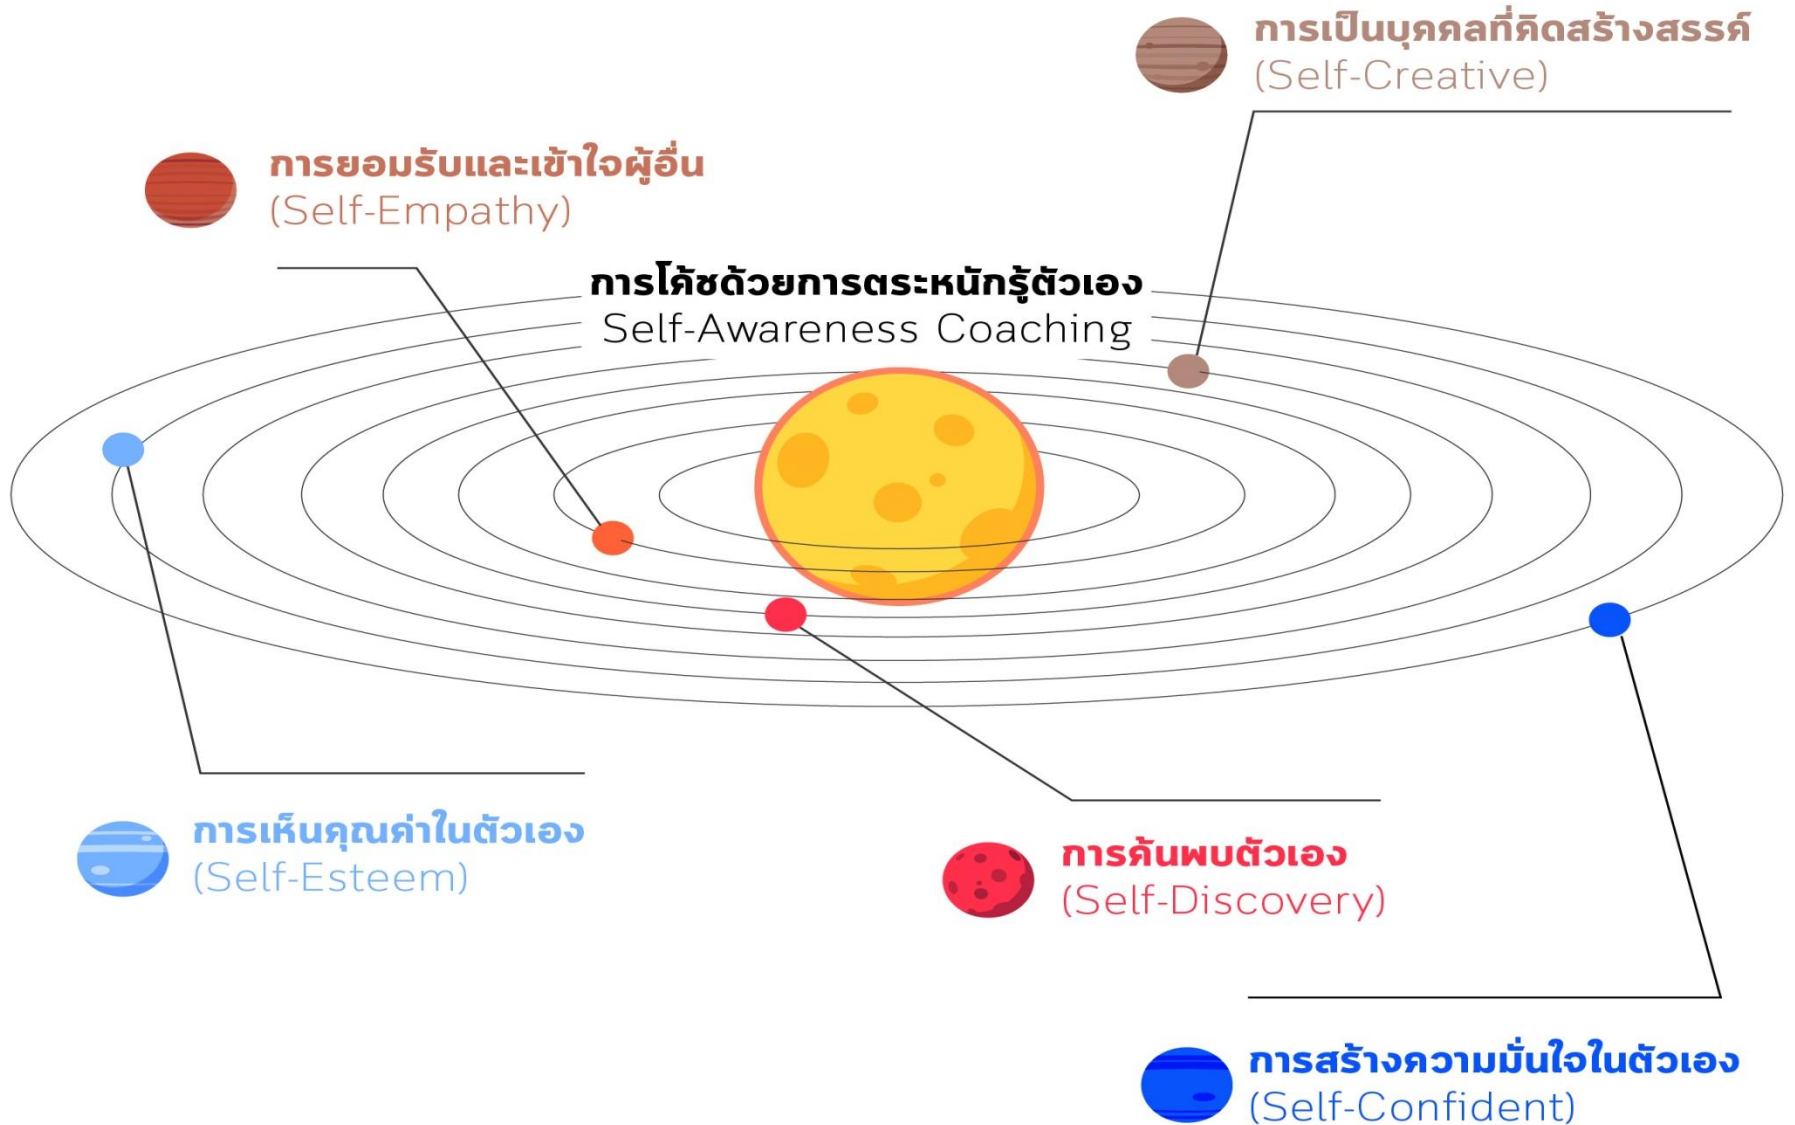 การเป็นบุคคลที่คิดสร้างสรรค์
(Self-Creative)
การยอมรับและเข้าใจผู้อื่น
(Self-Empathy)
การโค้ชด้วยการตระหนักรู้ตัวเอง
Self-Awareness Coaching
การเห็นคุณค่าในตัวเอง
(Self-Esteem)
การค้นพบตัวเอง
(Self-Discovery)
การสร้างความมั่นใจในตัวเอง
(Self-Confident)